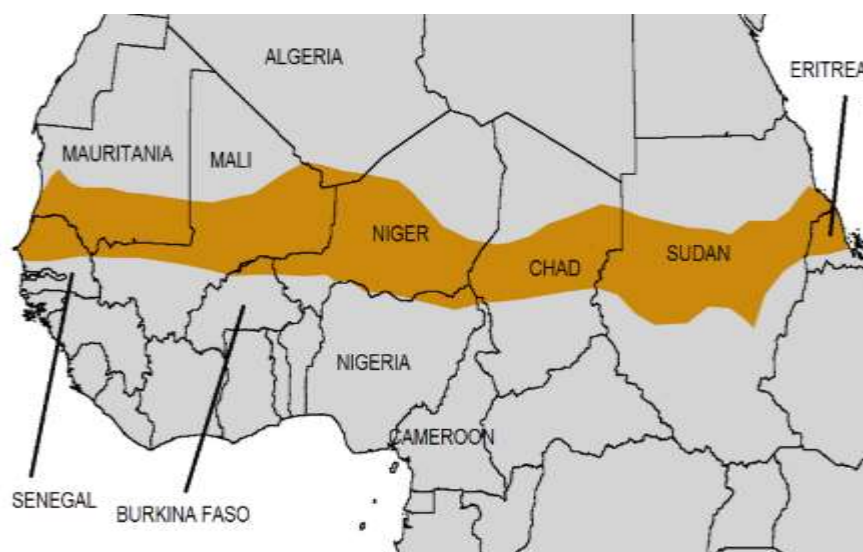 ALGERIA
ERITREA
MAURITANIA
MALI
NIGER
SUDAN
CHAD
NIGERIA
CAMEROON
SENEGAL
BURKINA FASO